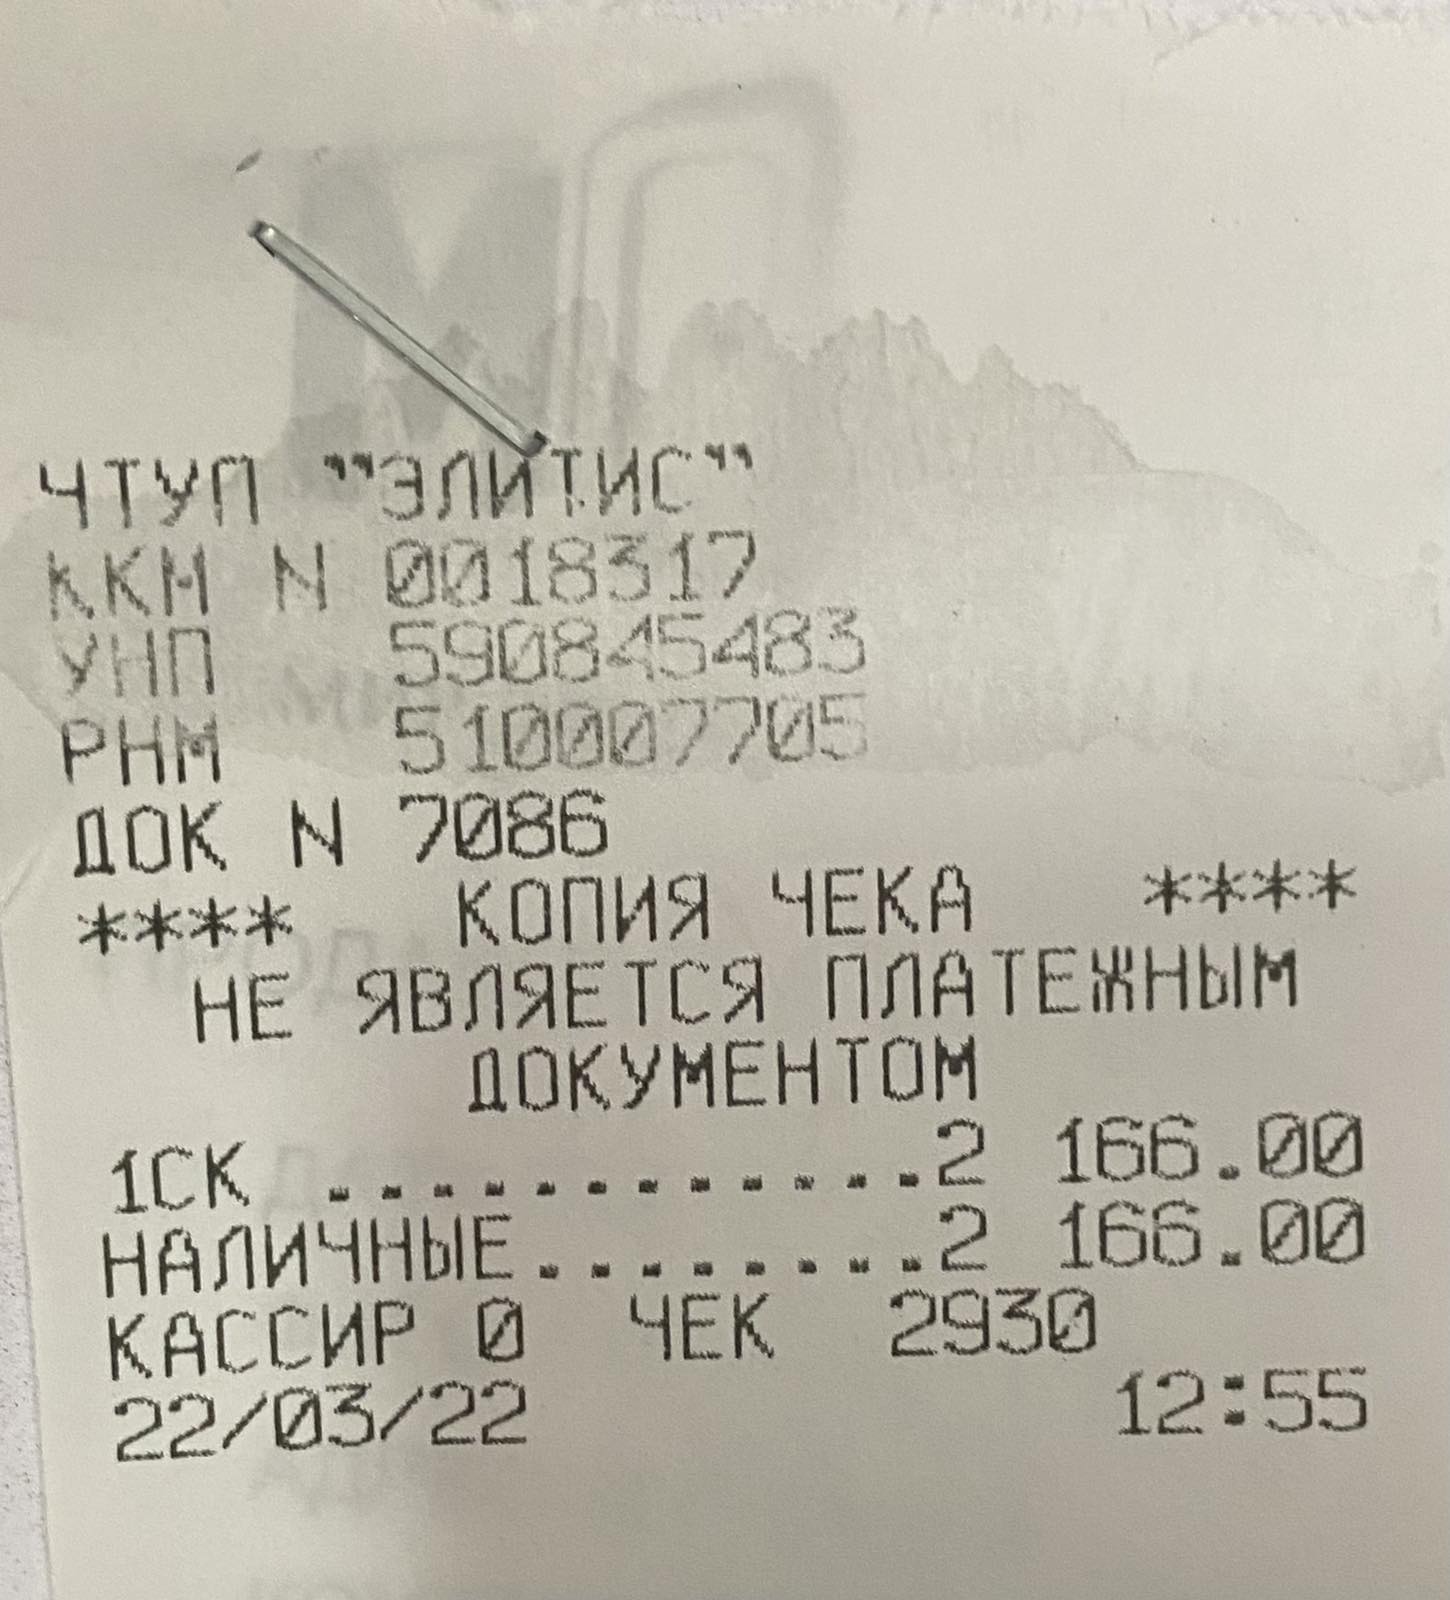 ЧТУП ""ЭЛИТИС""
ККМ N 0018317
УНП 590845483
РНМ 510007705
ДОК N 7086
**** КОПИЯ ЧЕКА ****
НЕ ЯВЛЯЕТСЯ ПЛАТЕЖНЫМ
ДОКУМЕНТОМ
1СК ............2 166.00
НАЛИЧНЫЕ........2 166.00
КАССИР 0 ЧЕК 2930
22/03/22 12:55